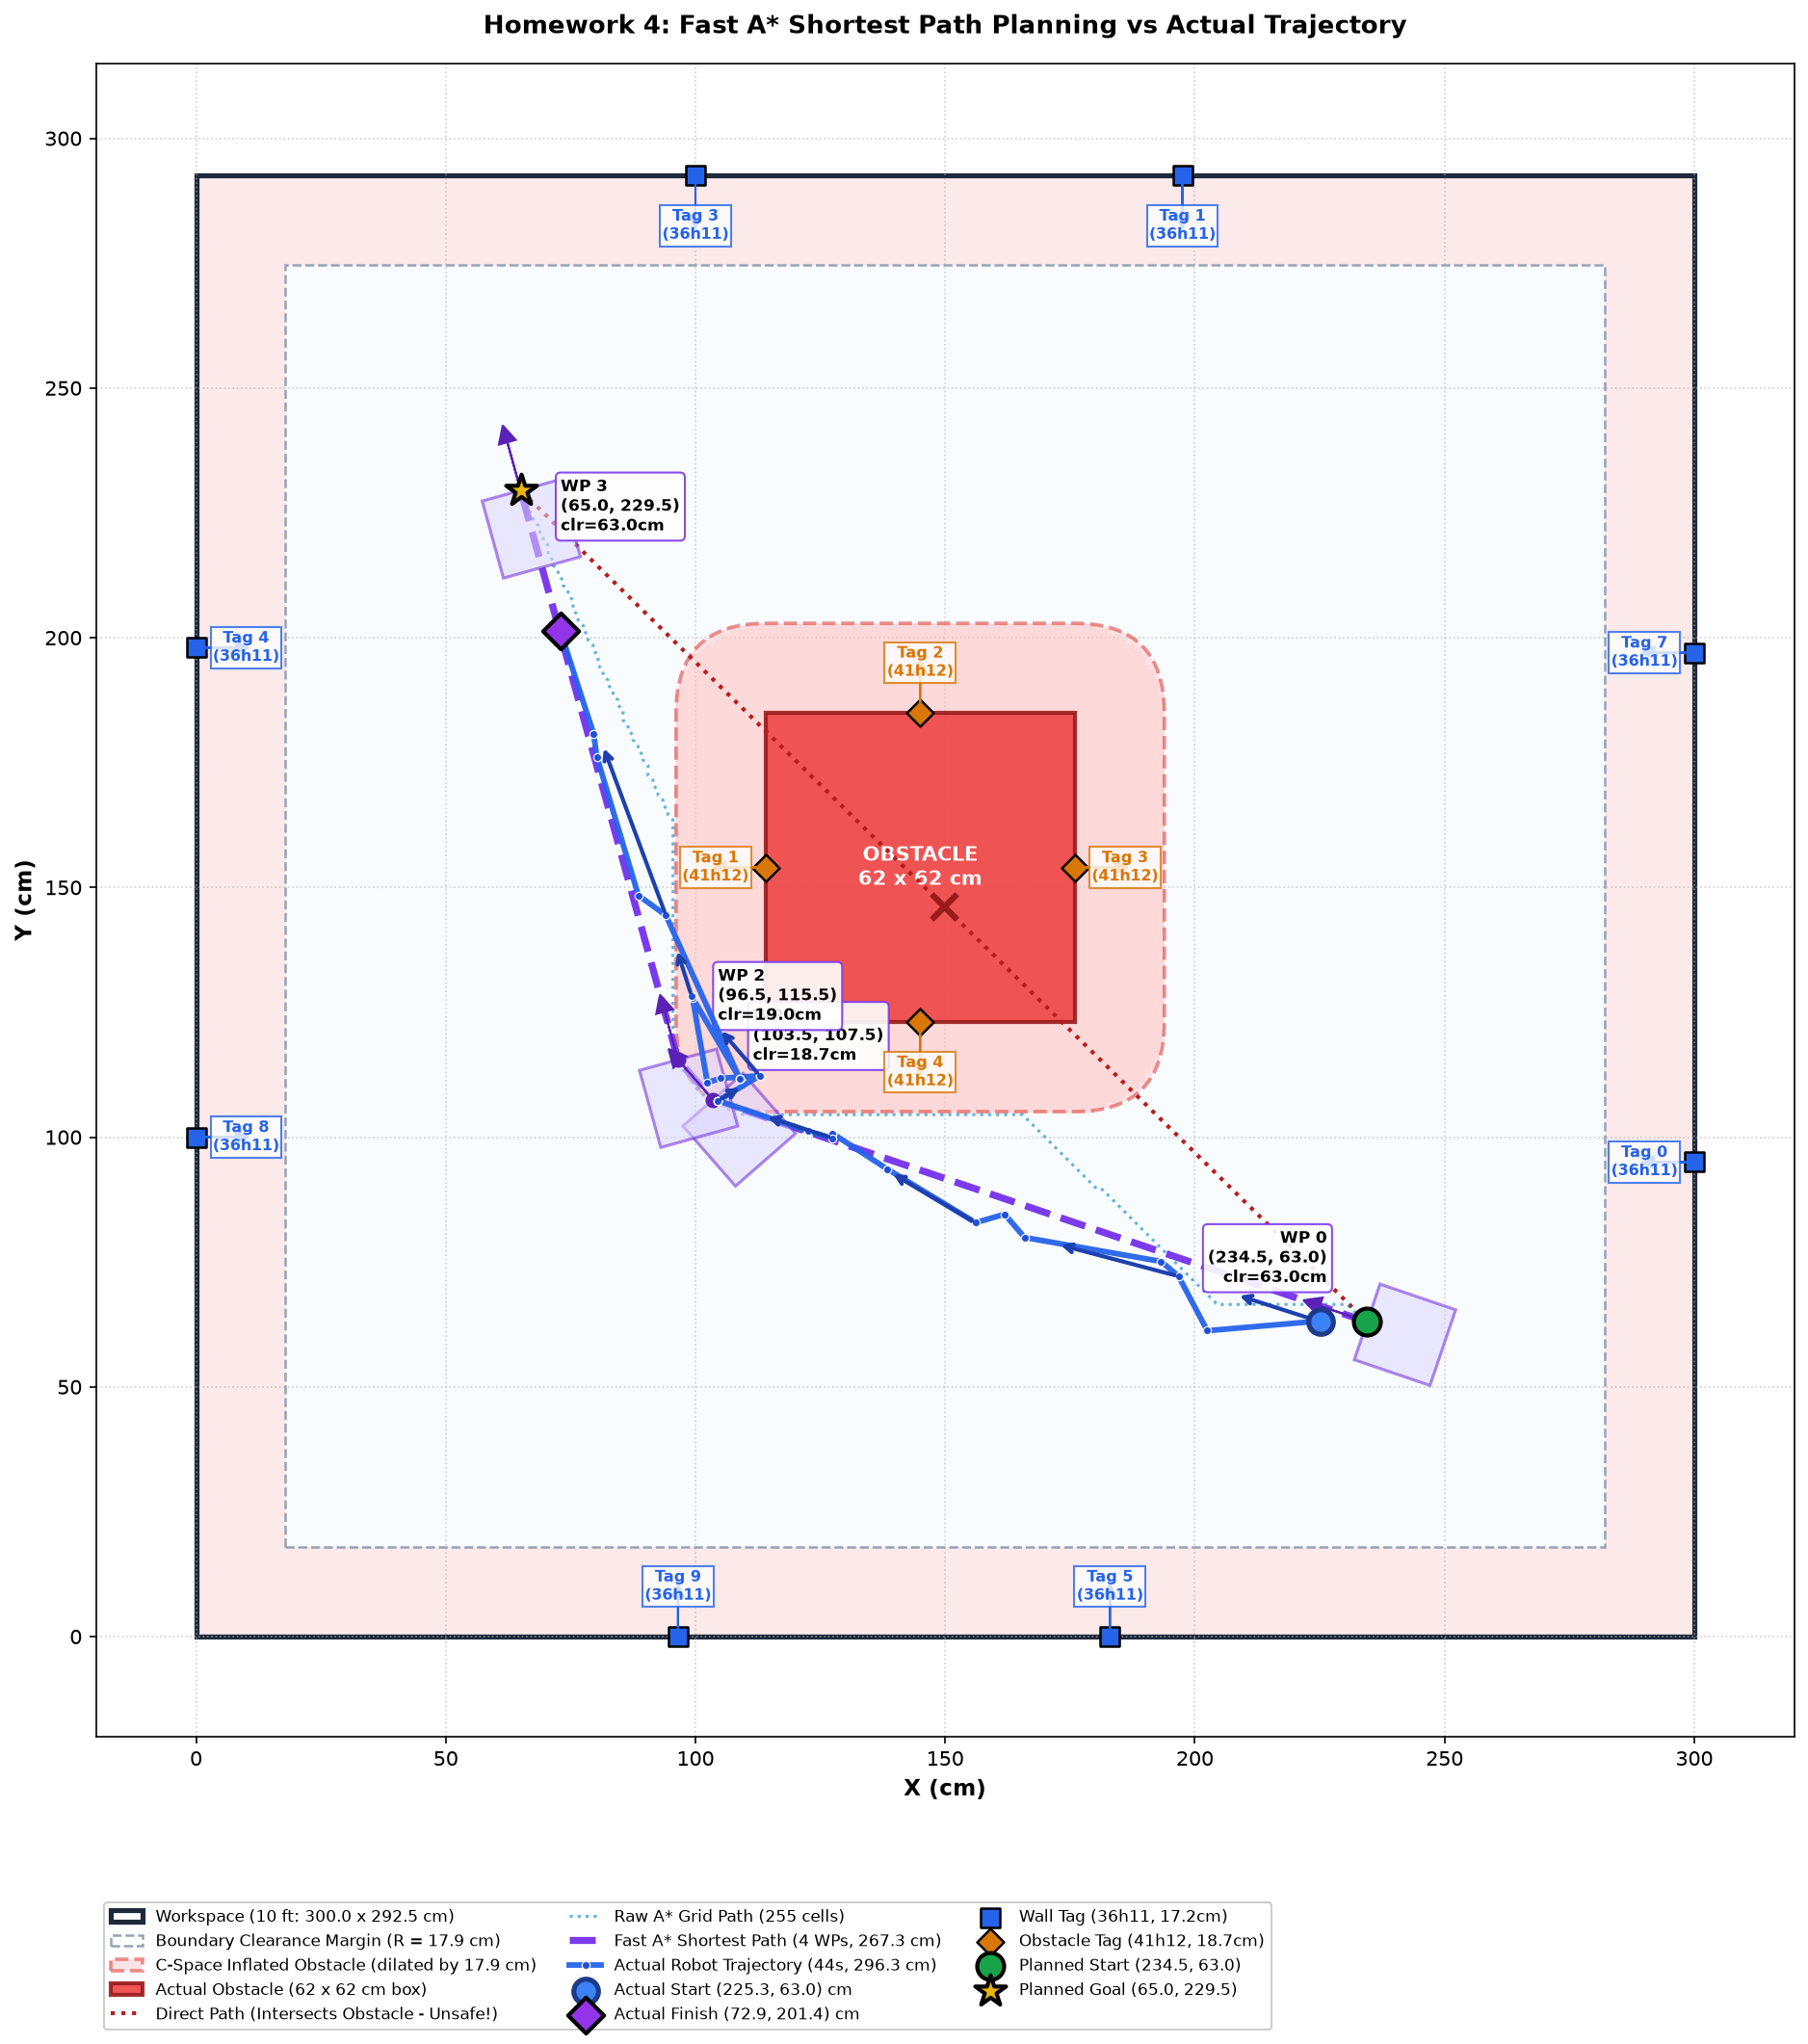 Homework 4: Fast A* Shortest Path Planning vs Actual Trajectory
300
250
200
150
100
50
0
Y (cm)
0
50
100
150
200
250
300
X (cm)
Tag 3
(36h11)
Tag 1
(36h11)
WP 3
(65.0, 229.5)
clr=63.0cm
Tag 4
(36h11)
Tag 2
(41h12)
Tag 7
(36h11)
Tag 1
(41h12)
OBSTACLE
62 x 62 cm
Tag 3
(41h12)
WP 2
(96.5, 115.5)
clr=19.0cm
(103.5, 107.5)
clr=18.7cm
Tag 4
(41h12)
Tag 8
(36h11)
Tag 0
(36h11)
WP 0
(234.5, 63.0)
clr=63.0cm
Tag 9
(36h11)
Tag 5
(36h11)
Workspace (10 ft: 300.0 x 292.5 cm)
Boundary Clearance Margin (R = 17.9 cm)
C-Space Inflated Obstacle (dilated by 17.9 cm)
Actual Obstacle (62 x 62 cm box)
Direct Path (Intersects Obstacle - Unsafe!)
Raw A* Grid Path (255 cells)
Fast A* Shortest Path (4 WPs, 267.3 cm)
Actual Robot Trajectory (44s, 296.3 cm)
Actual Start (225.3, 63.0) cm
Actual Finish (72.9, 201.4) cm
Wall Tag (36h11, 17.2cm)
Obstacle Tag (41h12, 18.7cm)
Planned Start (234.5, 63.0)
Planned Goal (65.0, 229.5)